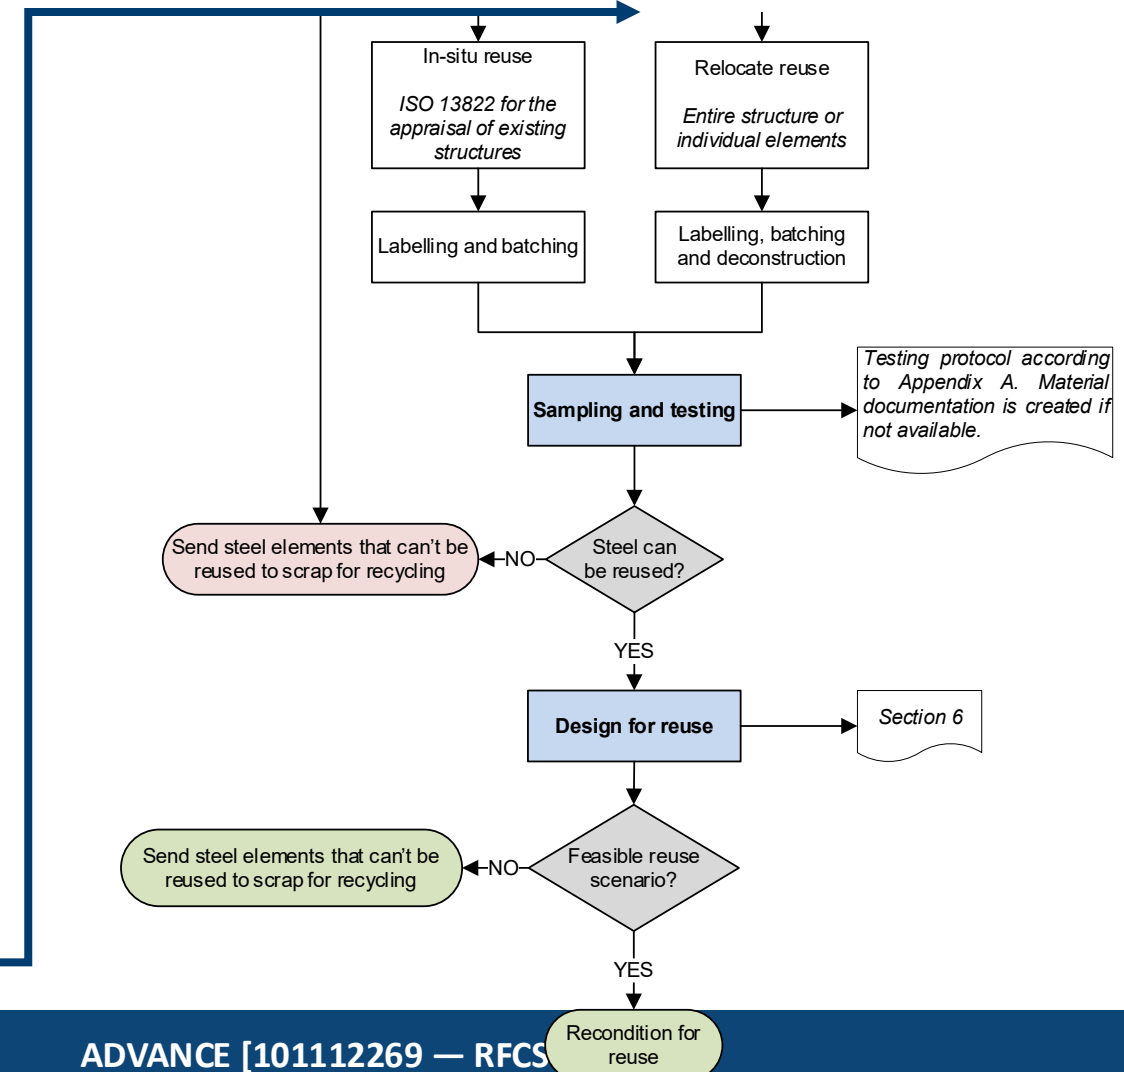 In-situ reuse
ISO 13822 for the
appraisal of existing
structures
Relocate reuse
Entire structure or
individual elements
Labelling and batching
Labelling, batching
and deconstruction
Sampling and testing
Testing protocol according
to Appendix A. Material
documentation is created if
not available.
Send steel elements that can't be
reused to scrap for recycling
NO
Steel can
be reused?
YES
Design for reuse
Section 6
Send steel elements that can't be
reused to scrap for recycling
NO
Feasible reuse
scenario?
YES
Recondition for
reuse
ADVANCE [101112269 — RFCS